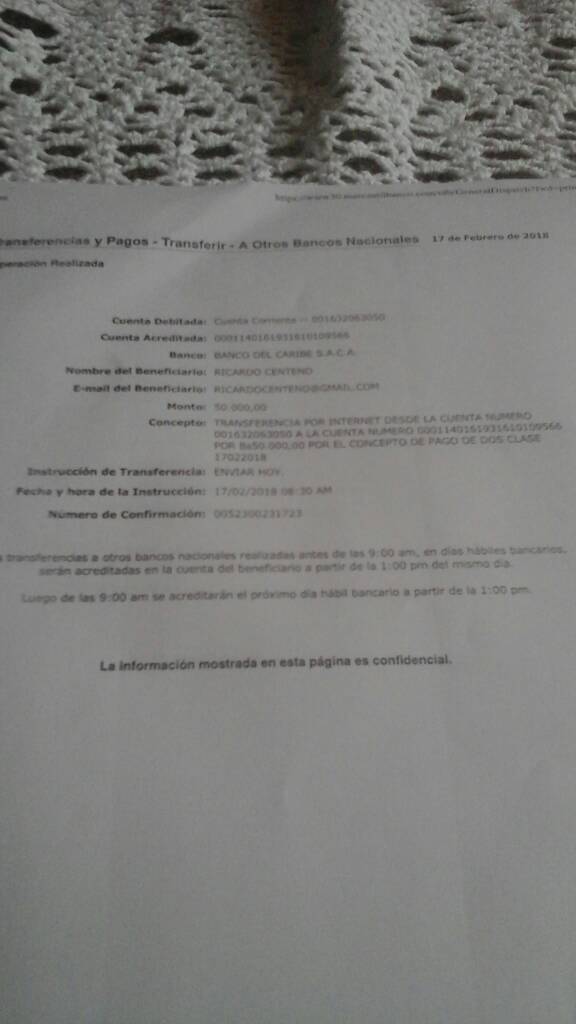 Transferencias y Pagos - Transferir - A Otros Bancos Nacionales 17 de Febrero de 2018
peración Realizada
Cuenta Debitada: Cuenta Corriente -- 001632063050
Cuenta Acreditada: 00011401619316101095​66
Banco: BANCO DEL CARIBE S.A.C.A.
Nombre del Beneficiario: RICARDO CENTENO
E-mail del Beneficiario: RICARDOCENTENO@GMAIL.COM
Monto: 50.000,00
Concepto: TRANSFERENCIA POR INTERNET DESDE LA CUENTA NUMERO
001632063050 A LA CUENTA NUMERO 0001140161931610109566
POR Bs50.000,00 POR EL CONCEPTO DE PAGO DE DOS CLASE
17022018
Instrucción de Transferencia: ENVIAR HOY.
Fecha y hora de la Instrucción: 17/02/2018 08:30 AM
Número de Confirmación: 0052300231723
transferencias a otros bancos nacionales realizadas antes de las 9:00 am, en días hábiles bancarios,
serán acreditadas en la cuenta del beneficiario a partir de la 1:00 pm del mismo día.
Luego de las 9:00 am se acreditarán el próximo día hábil bancario a partir de la 1:00 pm.
La información mostrada en esta página es confidencial.